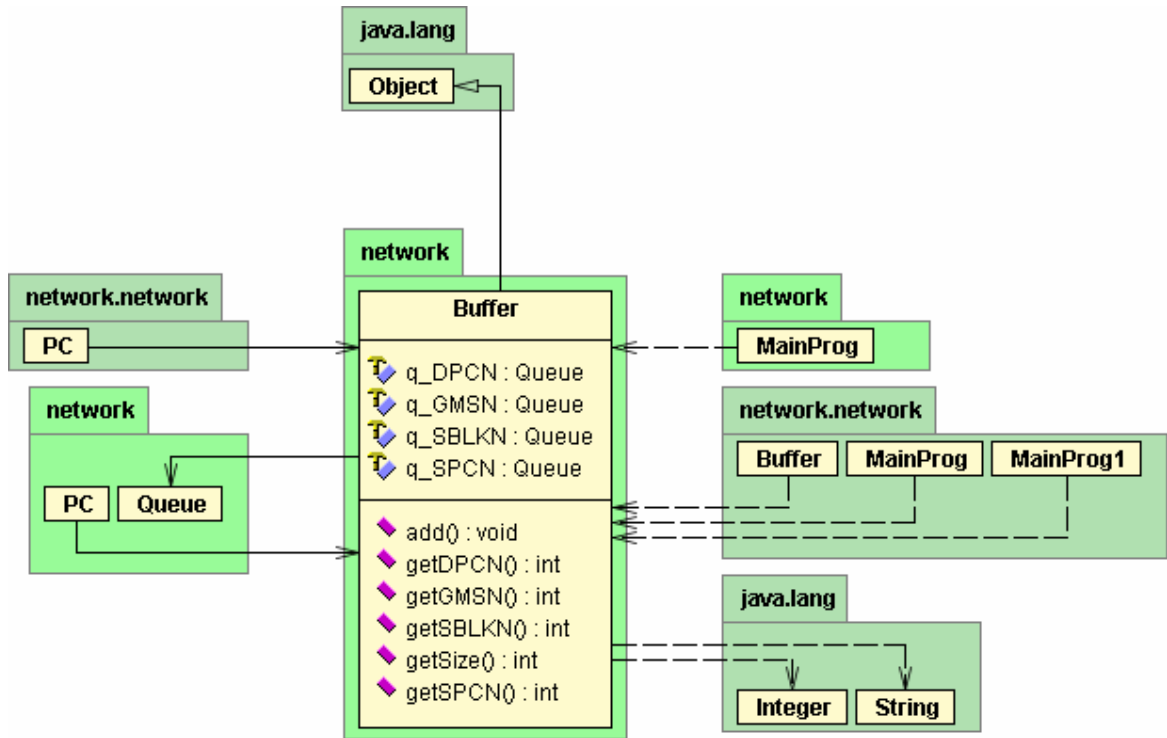 java.lang
Object
network
network.network
PC
Buffer
q_DPCN : Queue
q_GMSN : Queue
q_SBLKN : Queue
q_SPCN : Queue
add() : void
getDPCN() : int
getGMSN() : int
getSBLKN() : int
getSize() : int
getSPCN() : int
network
MainProg
network
PC Queue
network.network
Buffer MainProg MainProg1
java.lang
Integer String